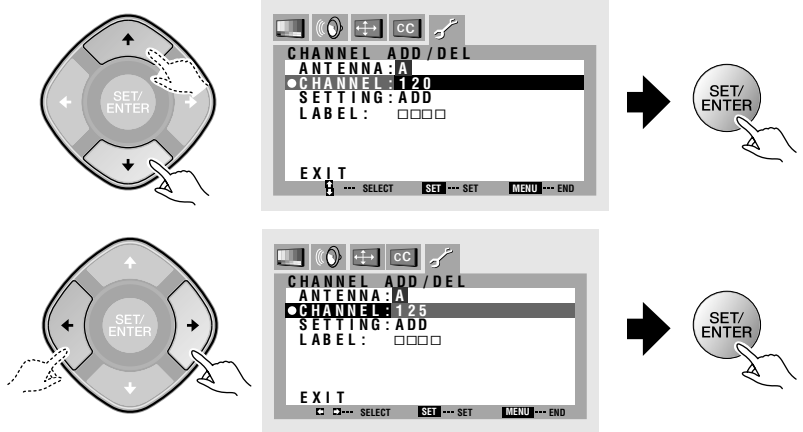 SET/
ENTER
CC
CHANNEL ADD/DEL
ANTENNA:A
CHANNEL:120
SETTING:ADD
LABEL: □□□□
EXIT
--- SELECT SET --- SET MENU --- END
SET/
ENTER
SET/
ENTER
CC
CHANNEL ADD/DEL
ANTENNA:A
CHANNEL:125
SETTING:ADD
LABEL: □□□□
EXIT
--- SELECT SET --- SET MENU --- END
SET/
ENTER